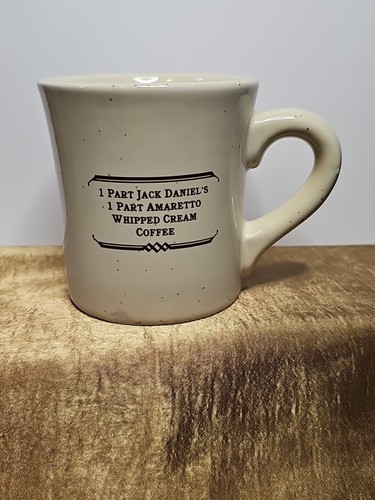 1 Part Jack Daniel's
1 Part Amaretto
Whipped Cream
Coffee